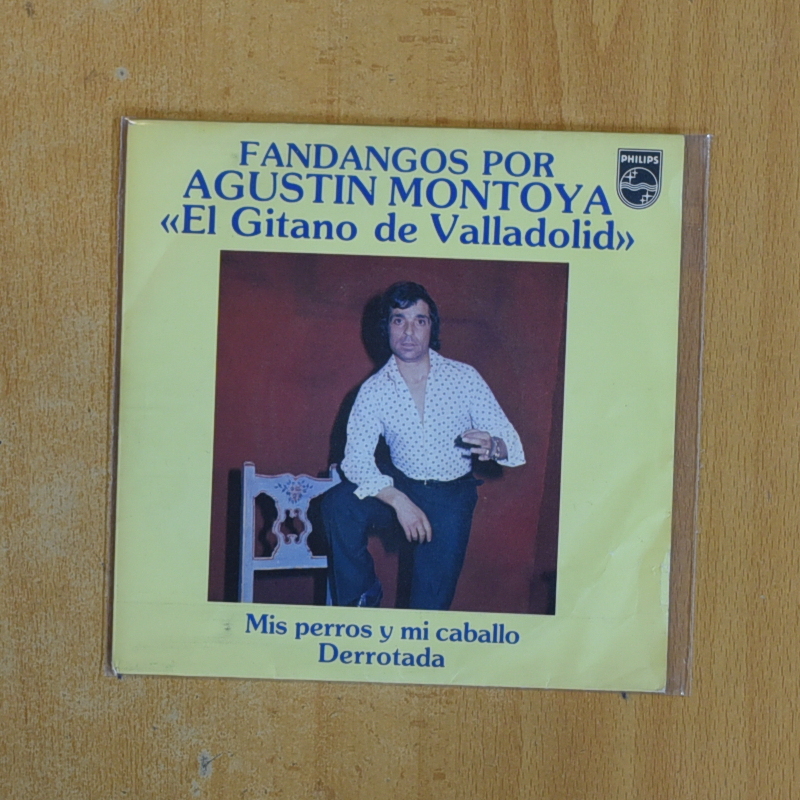 FANDANGOS POR
AGUSTIN MONTOYA
«El Gitano de Valladolid»
PHILIPS
Mis perros y mi caballo
Derrotada